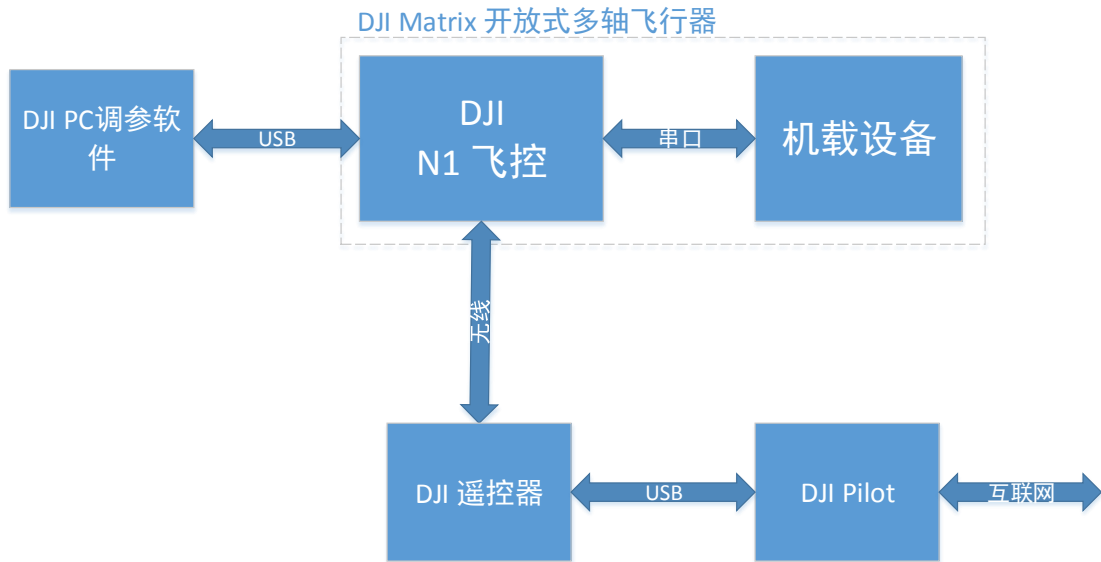 DJI Matrix 开放式多轴飞行器
DJI PC调参软
件
USB
DJI
N1 飞控
串口
机载设备
无线
DJI 遥控器
USB
DJI Pilot
互联网